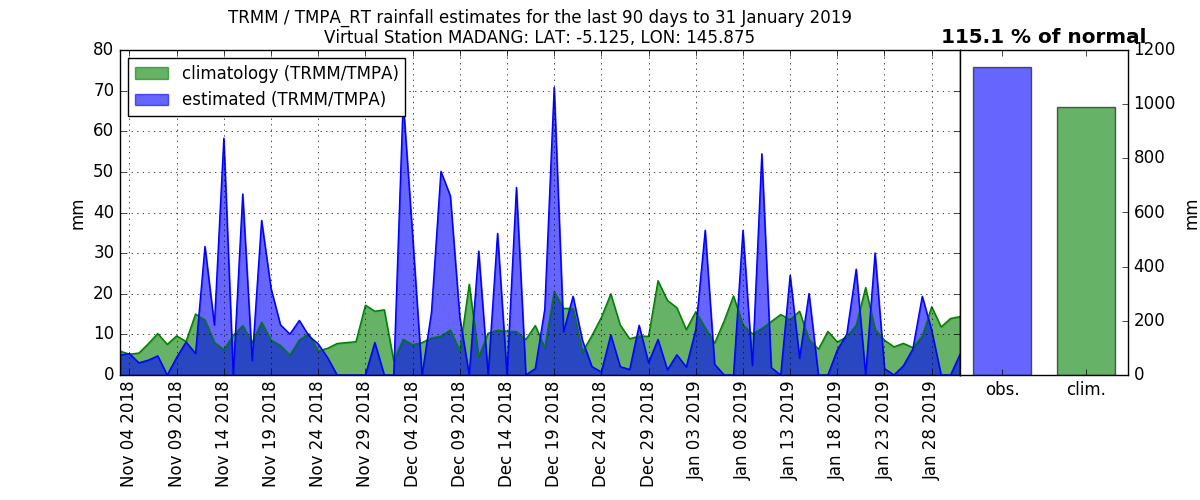 TRMM / TMPA_RT rainfall estimates for the last 90 days to 31 January 2019
Virtual Station MADANG: LAT: -5.125, LON: 145.875
115.1 % of normal
climatology (TRMM/TMPA)
estimated (TRMM/TMPA)
mm
80
70
60
50
40
30
20
10
0
Nov 04 2018
Nov 09 2018
Nov 14 2018
Nov 19 2018
Nov 24 2018
Nov 29 2018
Dec 04 2018
Dec 09 2018
Dec 14 2018
Dec 19 2018
Dec 24 2018
Dec 29 2018
Jan 03 2019
Jan 08 2019
Jan 13 2019
Jan 18 2019
Jan 23 2019
Jan 28 2019
obs.
clim.
1200
1000
800
600
400
200
0
mm